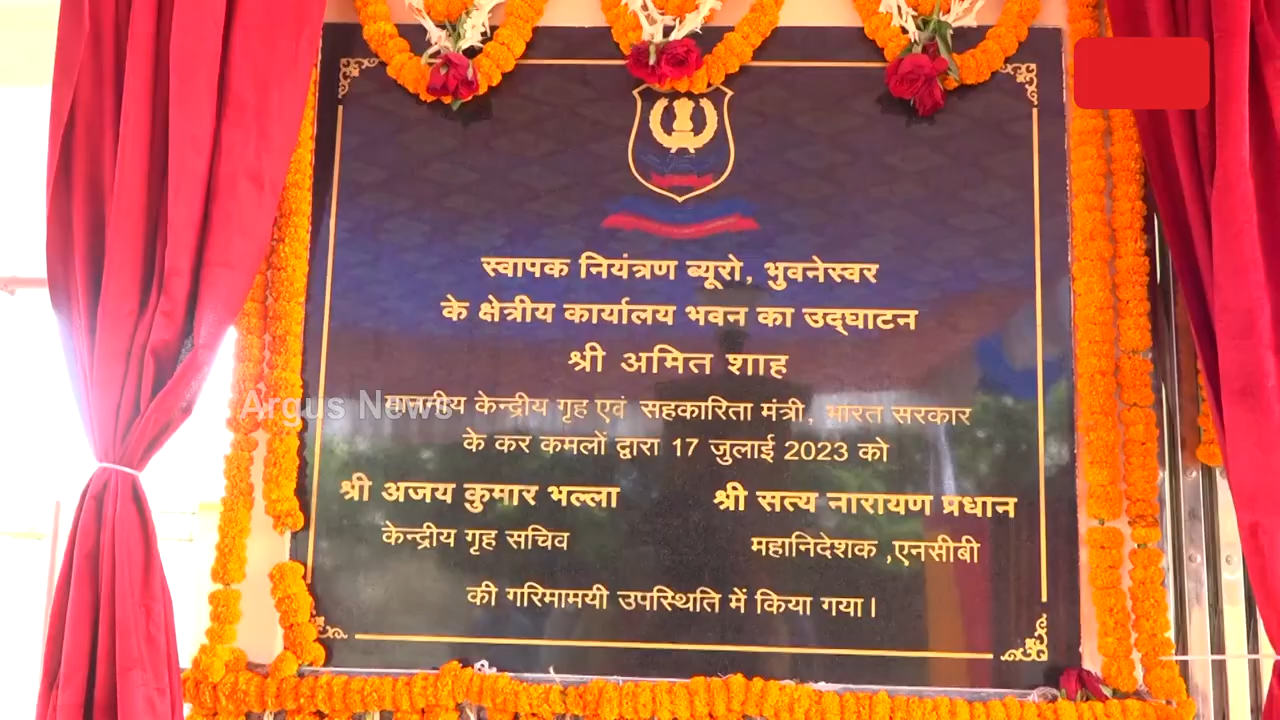 स्वापक नियंत्रण ब्यूरो, भुवनेस्वर
के क्षेत्रीय कार्यालय भवन का उद्घाटन
श्री अमित शाह
माननीय केन्द्रीय गृह एवं सहकारिता मंत्री, भारत सरकार
Argus News
के कर कमलों द्वारा 17 जुलाई 2023 को
श्री अजय कुमार भल्ला श्री सत्य नारायण प्रधान
केन्द्रीय गृह सचिव महानिदेशक ,एनसीबी
की गरिमामयी उपस्थिति में किया गया।